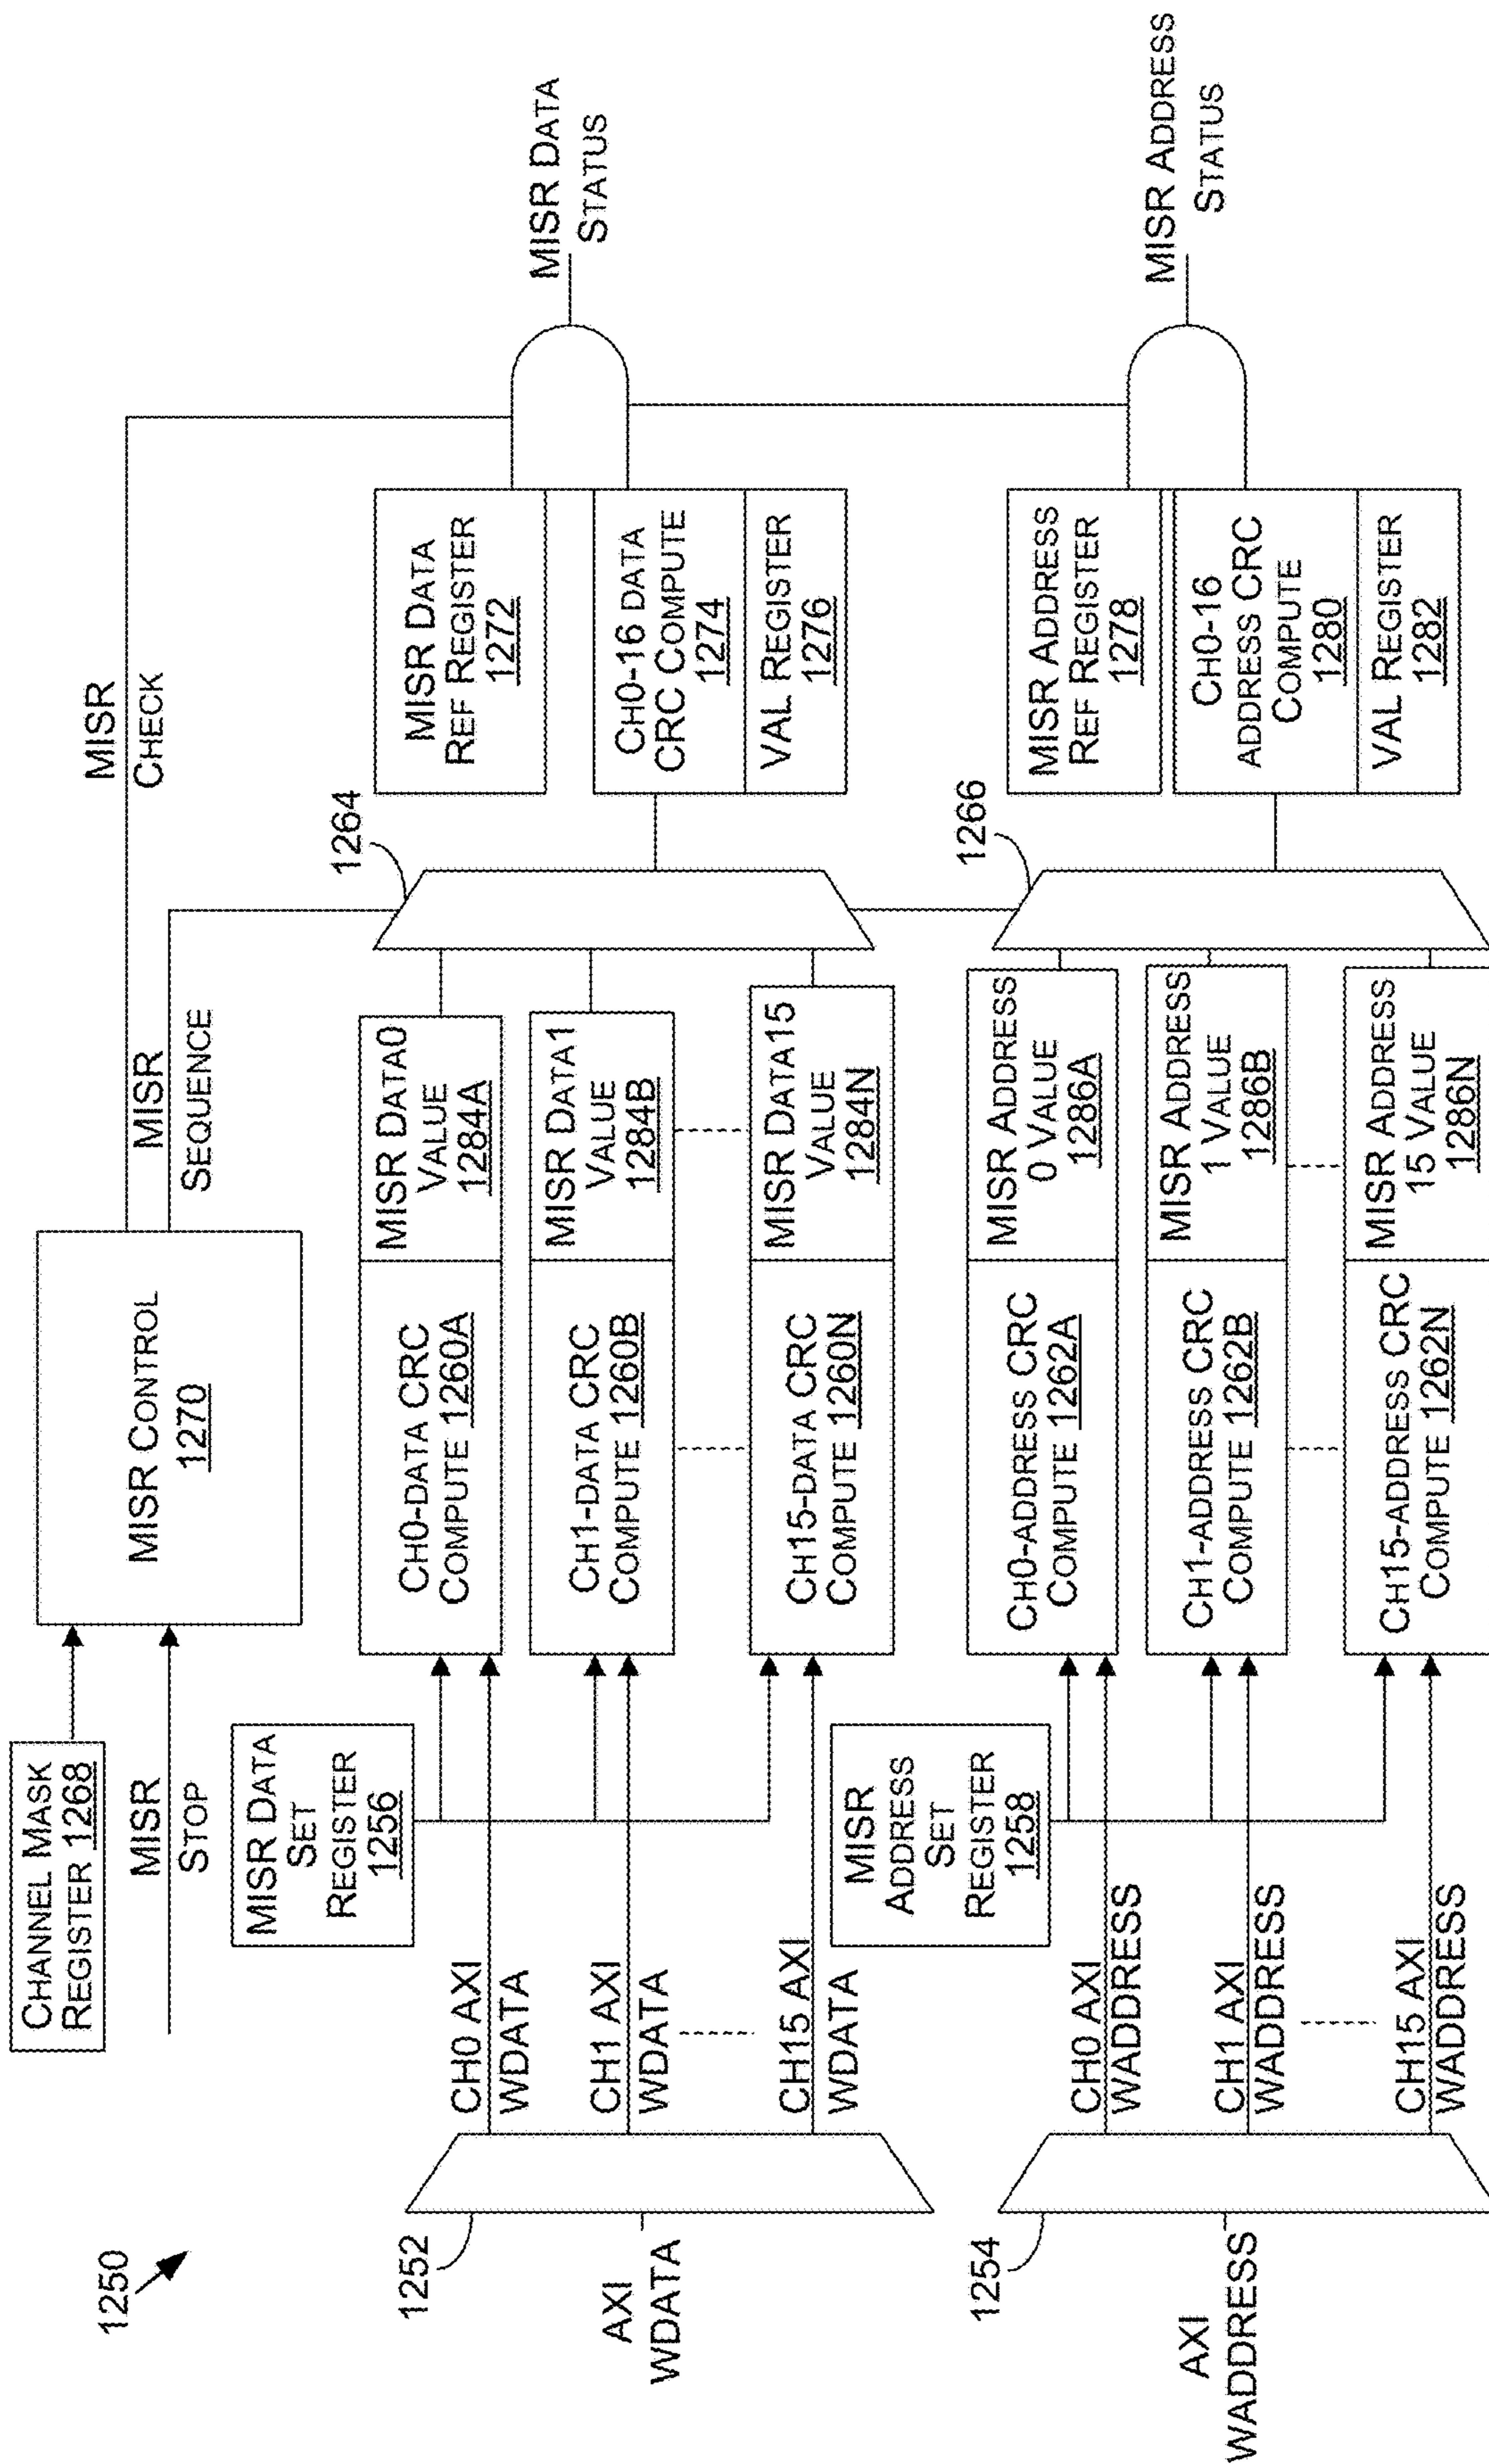 1250
CHANNEL MASK
REGISTER 1268
MISR
STOP
MISR CONTROL
1270
MISR
CHECK
MISR
SEQUENCE
AXI
WDATA
1252
CH0 AXI
WDATA
CH1 AXI
WDATA
CH15 AXI
WDATA
MISR DATA
SET
REGISTER
1256
CH0-DATA CRC
COMPUTE 1260A
MISR DATA0
VALUE
1284A
CH1-DATA CRC
COMPUTE 1260B
MISR DATA1
VALUE
1284B
CH15-DATA CRC
COMPUTE 1260N
MISR DATA15
VALUE
1284N
1264
MISR DATA
REF REGISTER
1272
CH0-16 DATA
CRC COMPUTE
1274
VAL REGISTER
1276
MISR DATA
STATUS
AXI
WADDRESS
1254
CH0 AXI
WADDRESS
CH1 AXI
WADDRESS
CH15 AXI
WADDRESS
MISR
ADDRESS
SET
REGISTER
1258
CH0-ADDRESS CRC
COMPUTE 1262A
MISR ADDRESS
0 VALUE
1286A
CH1-ADDRESS CRC
COMPUTE 1262B
MISR ADDRESS
1 VALUE
1286B
CH15-ADDRESS CRC
COMPUTE 1262N
MISR ADDRESS
15 VALUE
1286N
1266
MISR ADDRESS
REF REGISTER
1278
CH0-16
ADDRESS CRC
COMPUTE
1280
VAL REGISTER
1282
MISR ADDRESS
STATUS